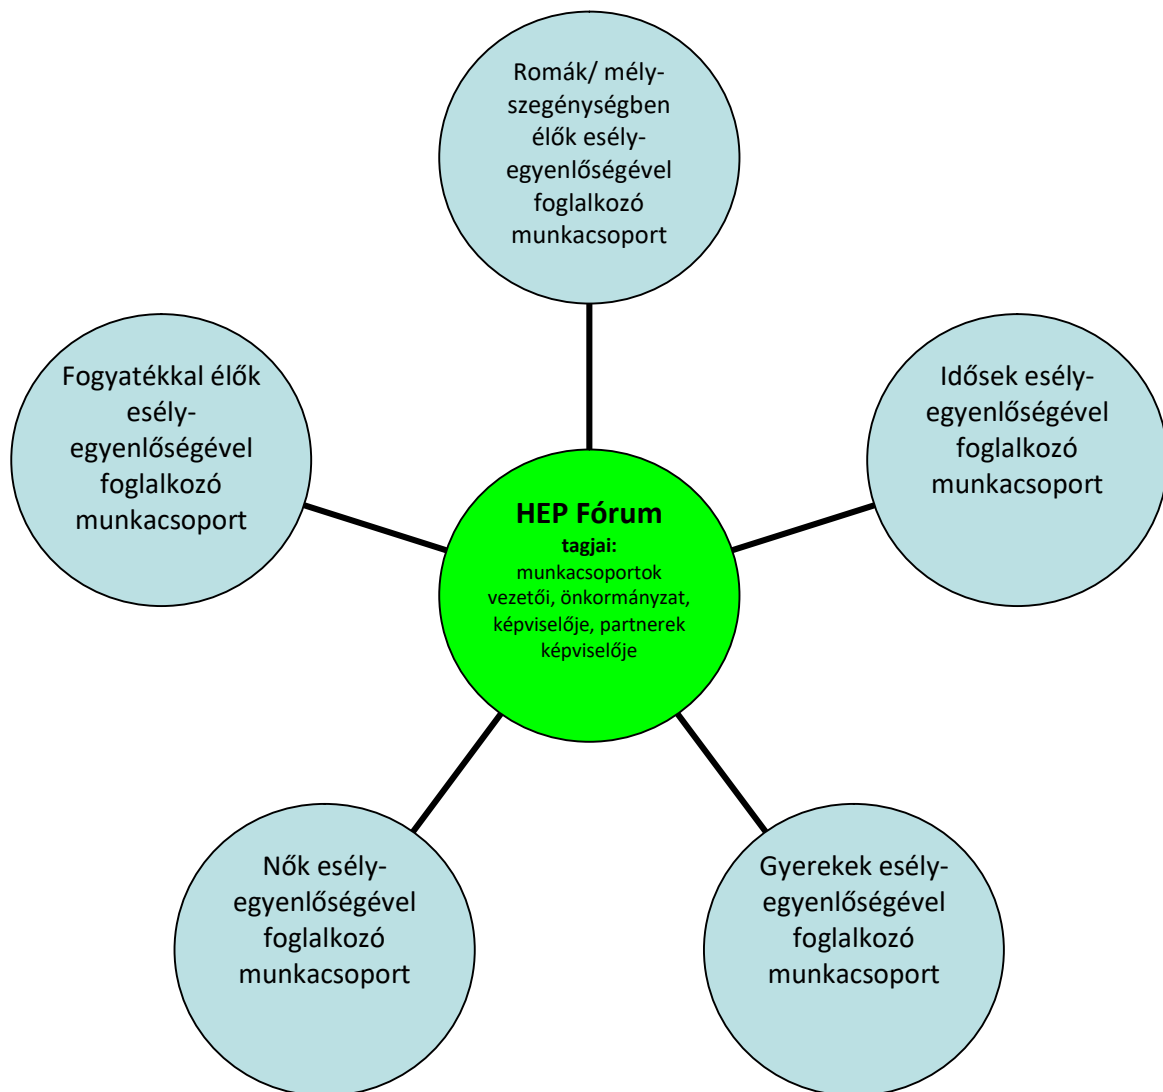 Romák/ mély-
szegénységben
élők esély-
egyenlőségével
foglalkozó
munkacsoport
Fogyatékkal élők
esély-
egyenlőségével
foglalkozó
munkacsoport
Idősek esély-
egyenlőségével
foglalkozó
munkacsoport
HEP Fórum
tagjai:
munkacsoportok
vezetői, önkormányzat,
képviselője, partnerek
képviselője
Nők esély-
egyenlőségével
foglalkozó
munkacsoport
Gyerekek esély-
egyenlőségével
foglalkozó
munkacsoport